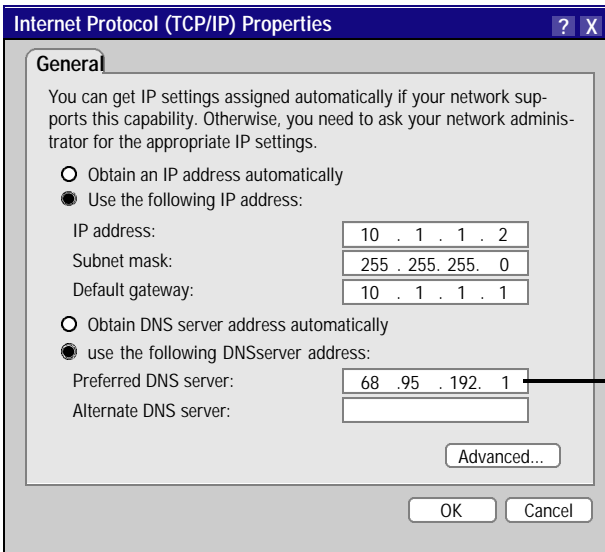 Internet Protocol (TCP/IP) Properties ? X
General
You can get IP settings assigned automatically if your network sup-
ports this capability. Otherwise, you need to ask your network adminis-
trator for the appropriate IP settings.
Obtain an IP address automatically
Use the following IP address:
IP address: 10 . 1 . 1 . 2
Subnet mask: 255 . 255. 255. 0
Default gateway: 10 . 1 . 1 . 1
Obtain DNS server address automatically
use the following DNSserver address:
Preferred DNS server: 68 .95 . 192. 1
Alternate DNS server:
Advanced...
OK Cancel